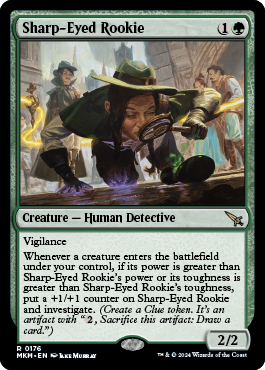 Sharp-Eyed Rookie 1
Creature — Human Detective
Vigilance
Whenever a creature enters the battlefield
under your control, if its power is greater than
Sharp-Eyed Rookie's power or its toughness is
greater than Sharp-Eyed Rookie's toughness,
put a +1/+1 counter on Sharp-Eyed Rookie
and investigate. (Create a Clue token. It's an
artifact with “2, Sacrifice this artifact: Draw a
card.”)
2/2
R 0176
MKM • EN Jake Murray
™ & © 2024 Wizards of the Coast